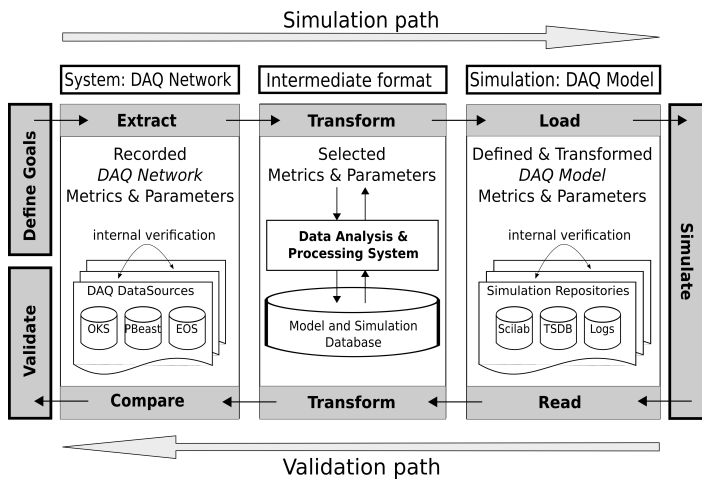 Simulation path
System: DAQ Network
Intermediate format
Simulation: DAQ Model
Define Goals
Extract
Transform
Load
Simulate
Recorded
DAQ Network
Metrics & Parameters
internal verification
DAQ DataSources
OKS
PBeast
EOS
Selected
Metrics & Parameters
Data Analysis &
Processing System
Model and Simulation
Database
Defined & Transformed
DAQ Model
Metrics & Parameters
internal verification
Simulation Repositories
Scilab
TSDB
Logs
Validate
Compare
Transform
Read
Validation path